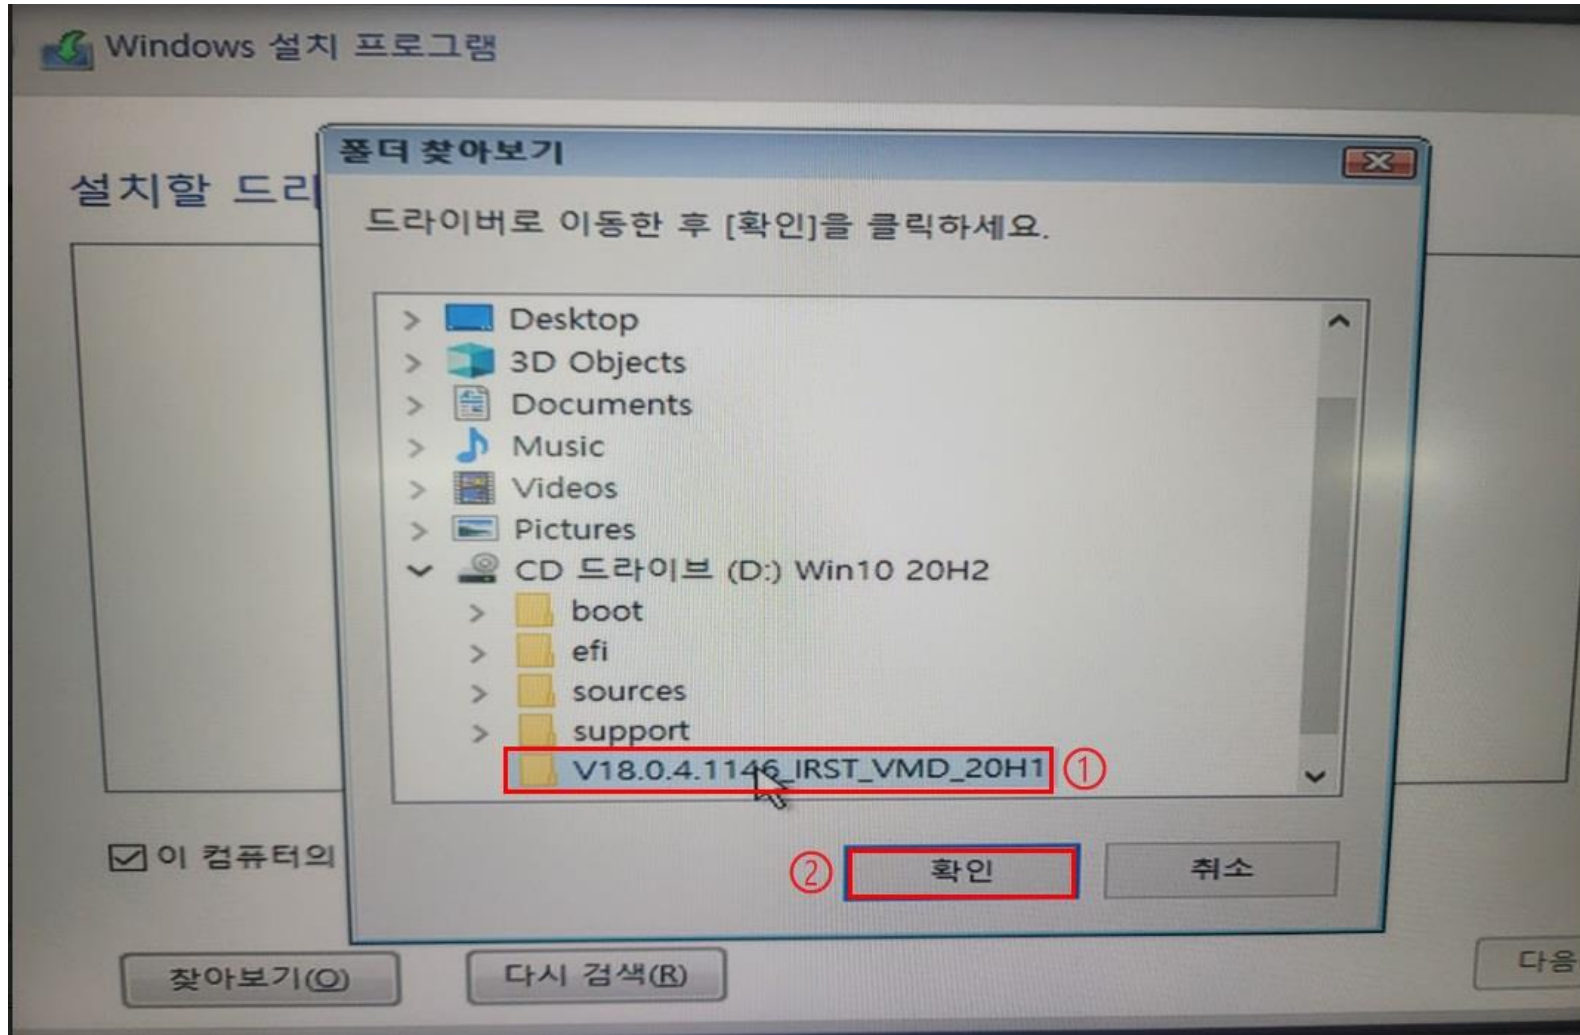 Windows 설치 프로그램
폴더 찾아보기
설치할 드라
드라이버로 이동한 후 [확인]을 클릭하세요.
Desktop
3D Objects
Documents
Music
Videos
Pictures
CD 드라이브 (D:) Win10 20H2
boot
efi
sources
support
V18.0.4.1146_IRST_VMD_20H1 ①
이 컴퓨터의
② 확인 취소
찾아보기(O) 다시 검색(R) 다음